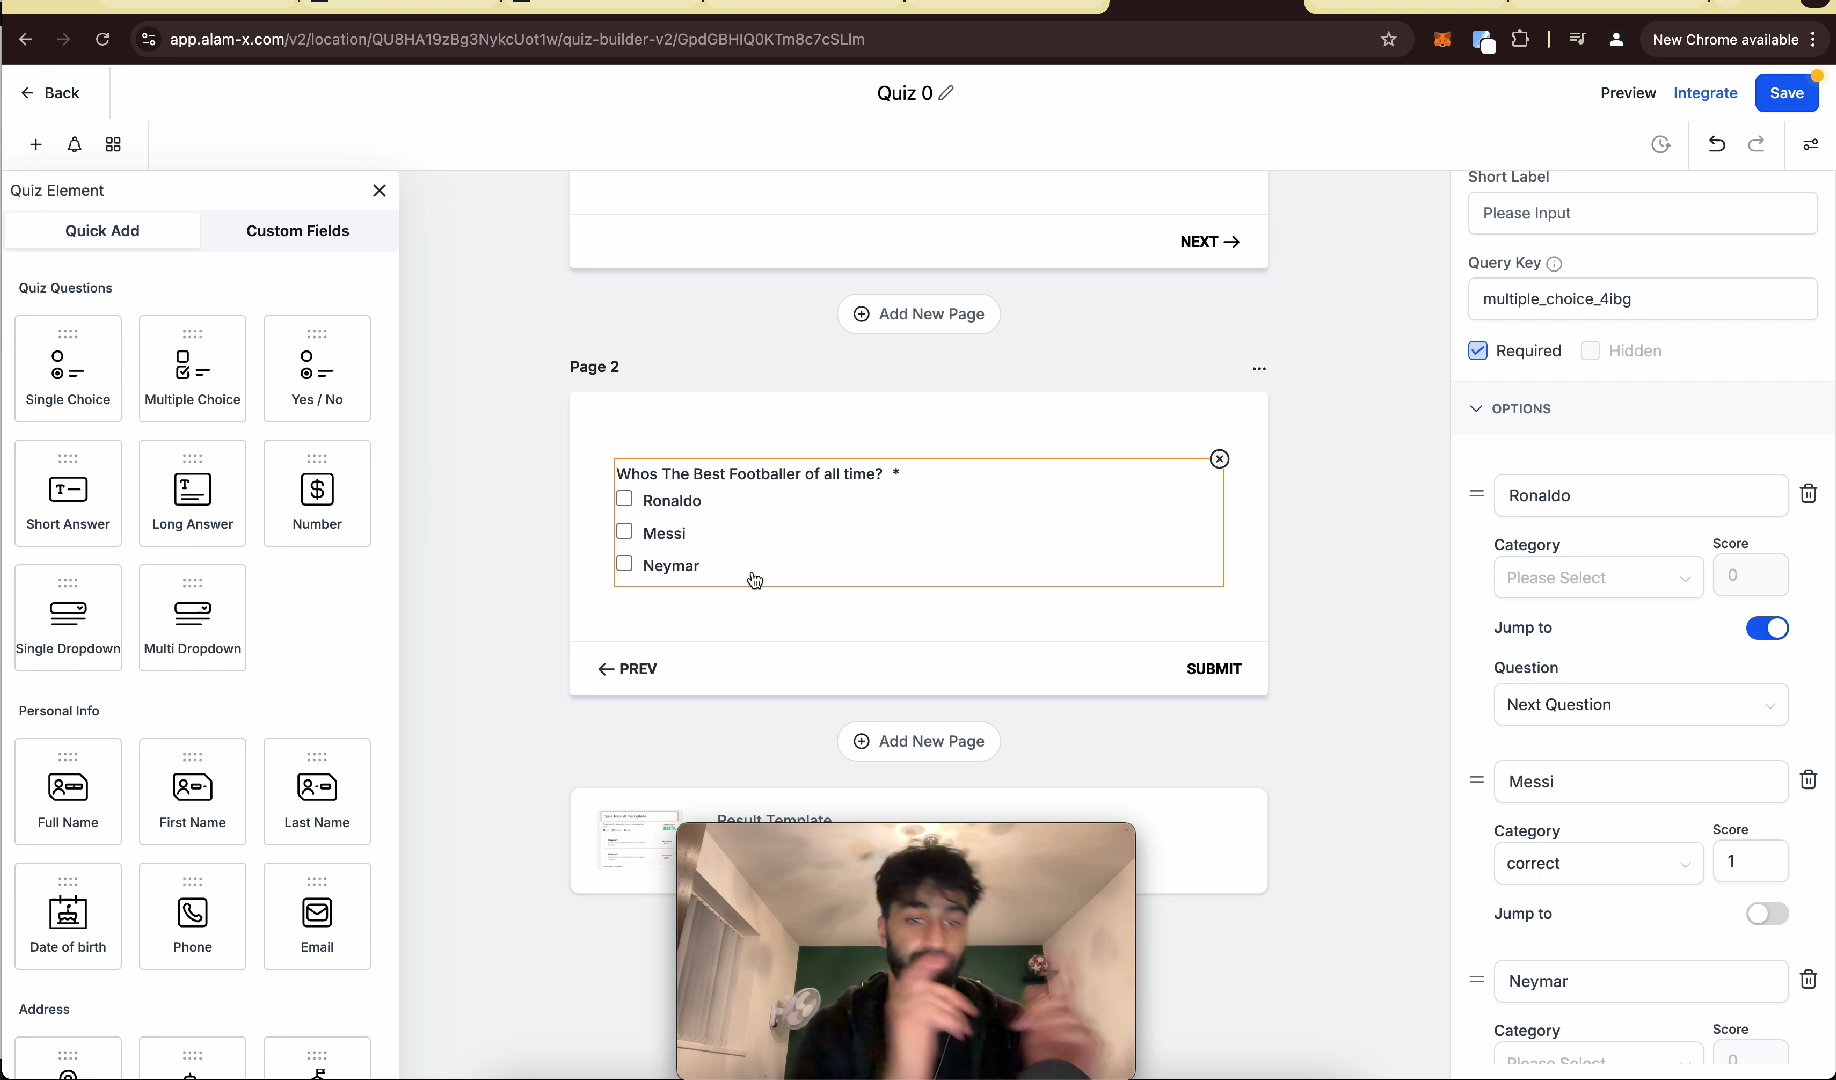 app.alam-x.com/v2/location/QU8HA19zBg3NykcUot1w/quiz-builder-v2/GpdGBHIQ0KTm8c7cSLlm
New Chrome available
Back
Quiz 0
Preview
Integrate
Save
Quiz Element
Quick Add
Custom Fields
Quiz Questions
Single Choice
Multiple Choice
Yes / No
Short Answer
Long Answer
Number
Single Dropdown
Multi Dropdown
Personal Info
Full Name
First Name
Last Name
Date of birth
Phone
Email
Address
NEXT
Add New Page
Page 2
Whos The Best Footballer of all time? *
Ronaldo
Messi
Neymar
PREV
SUBMIT
Add New Page
Result Template
Short Label
Please Input
Query Key
multiple_choice_4ibg
Required
Hidden
OPTIONS
Ronaldo
Category
Score
Please Select
0
Jump to
Question
Next Question
Messi
Category
Score
correct
1
Jump to
Neymar
Category
Score
Please Select
0